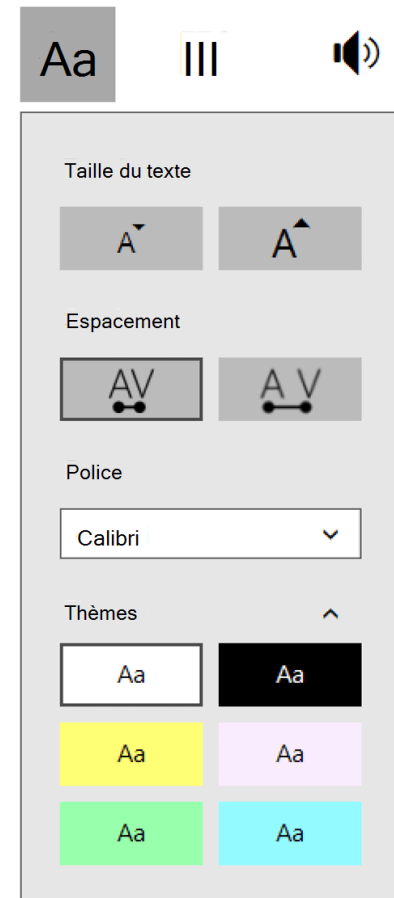 Aa
Taille du texte
A A
Espacement
AV A V
Police
Calibri
Thèmes
Aa Aa
Aa Aa
Aa Aa